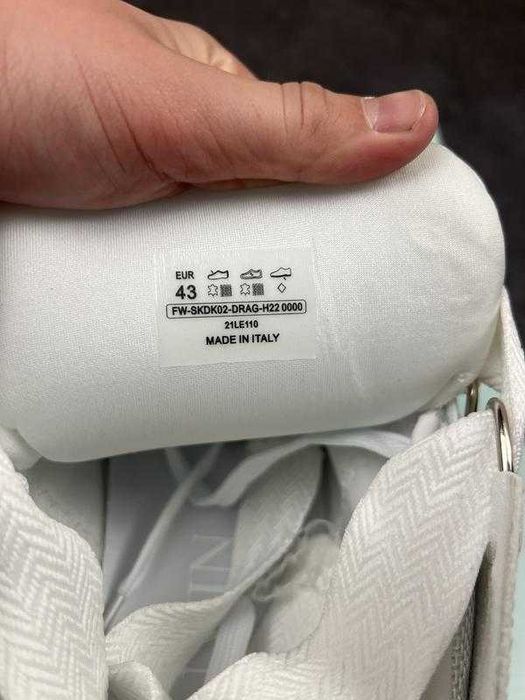 EUR
43
FW-SKDK02-DRAG-H22 0000
21LE110
MADE IN ITALY